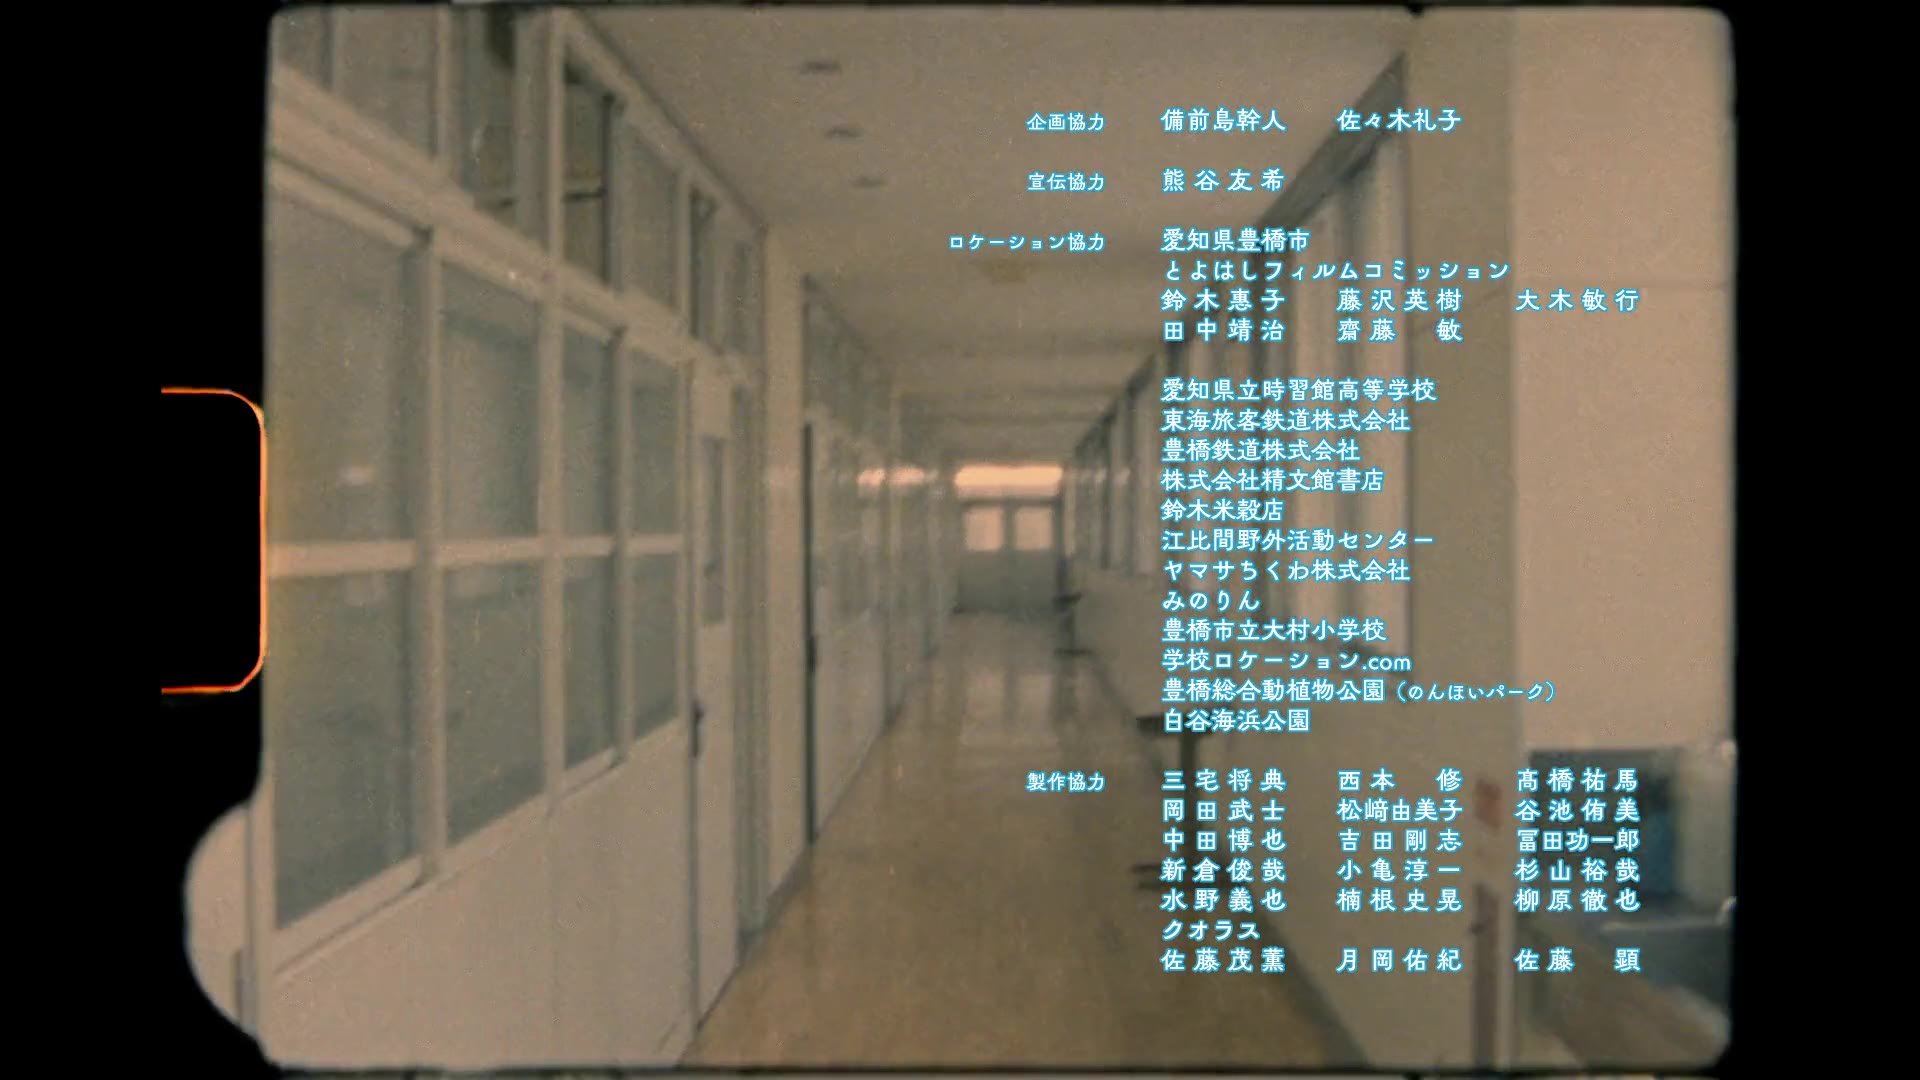 企画協力 備前島幹人 佐々木礼子
宣伝協力 熊谷友希
ロケーション協力 愛知県豊橋市
とよはしフィルムコミッション
鈴木惠子 藤沢英樹 大木敏行
田中靖治 齋藤敏
愛知県立時習館高等学校
東海旅客鉄道株式会社
豊橋鉄道株式会社
株式会社精文館書店
鈴木米穀店
江比間野外活動センター
ヤマサちくわ株式会社
みのりん
豊橋市立大村小学校
学校ロケーション.com
豊橋総合動植物公園（のんほいパーク）
白谷海浜公園
製作協力 三宅将典 西本修 髙橋祐馬
岡田武士 松﨑由美子 谷池侑美
中田博也 吉田剛志 冨田功一郎
新倉俊哉 小亀淳一 杉山裕哉
水野義也 楠根史晃 柳原徹也
クオラス
佐藤茂薫 月岡佑紀 佐藤顕